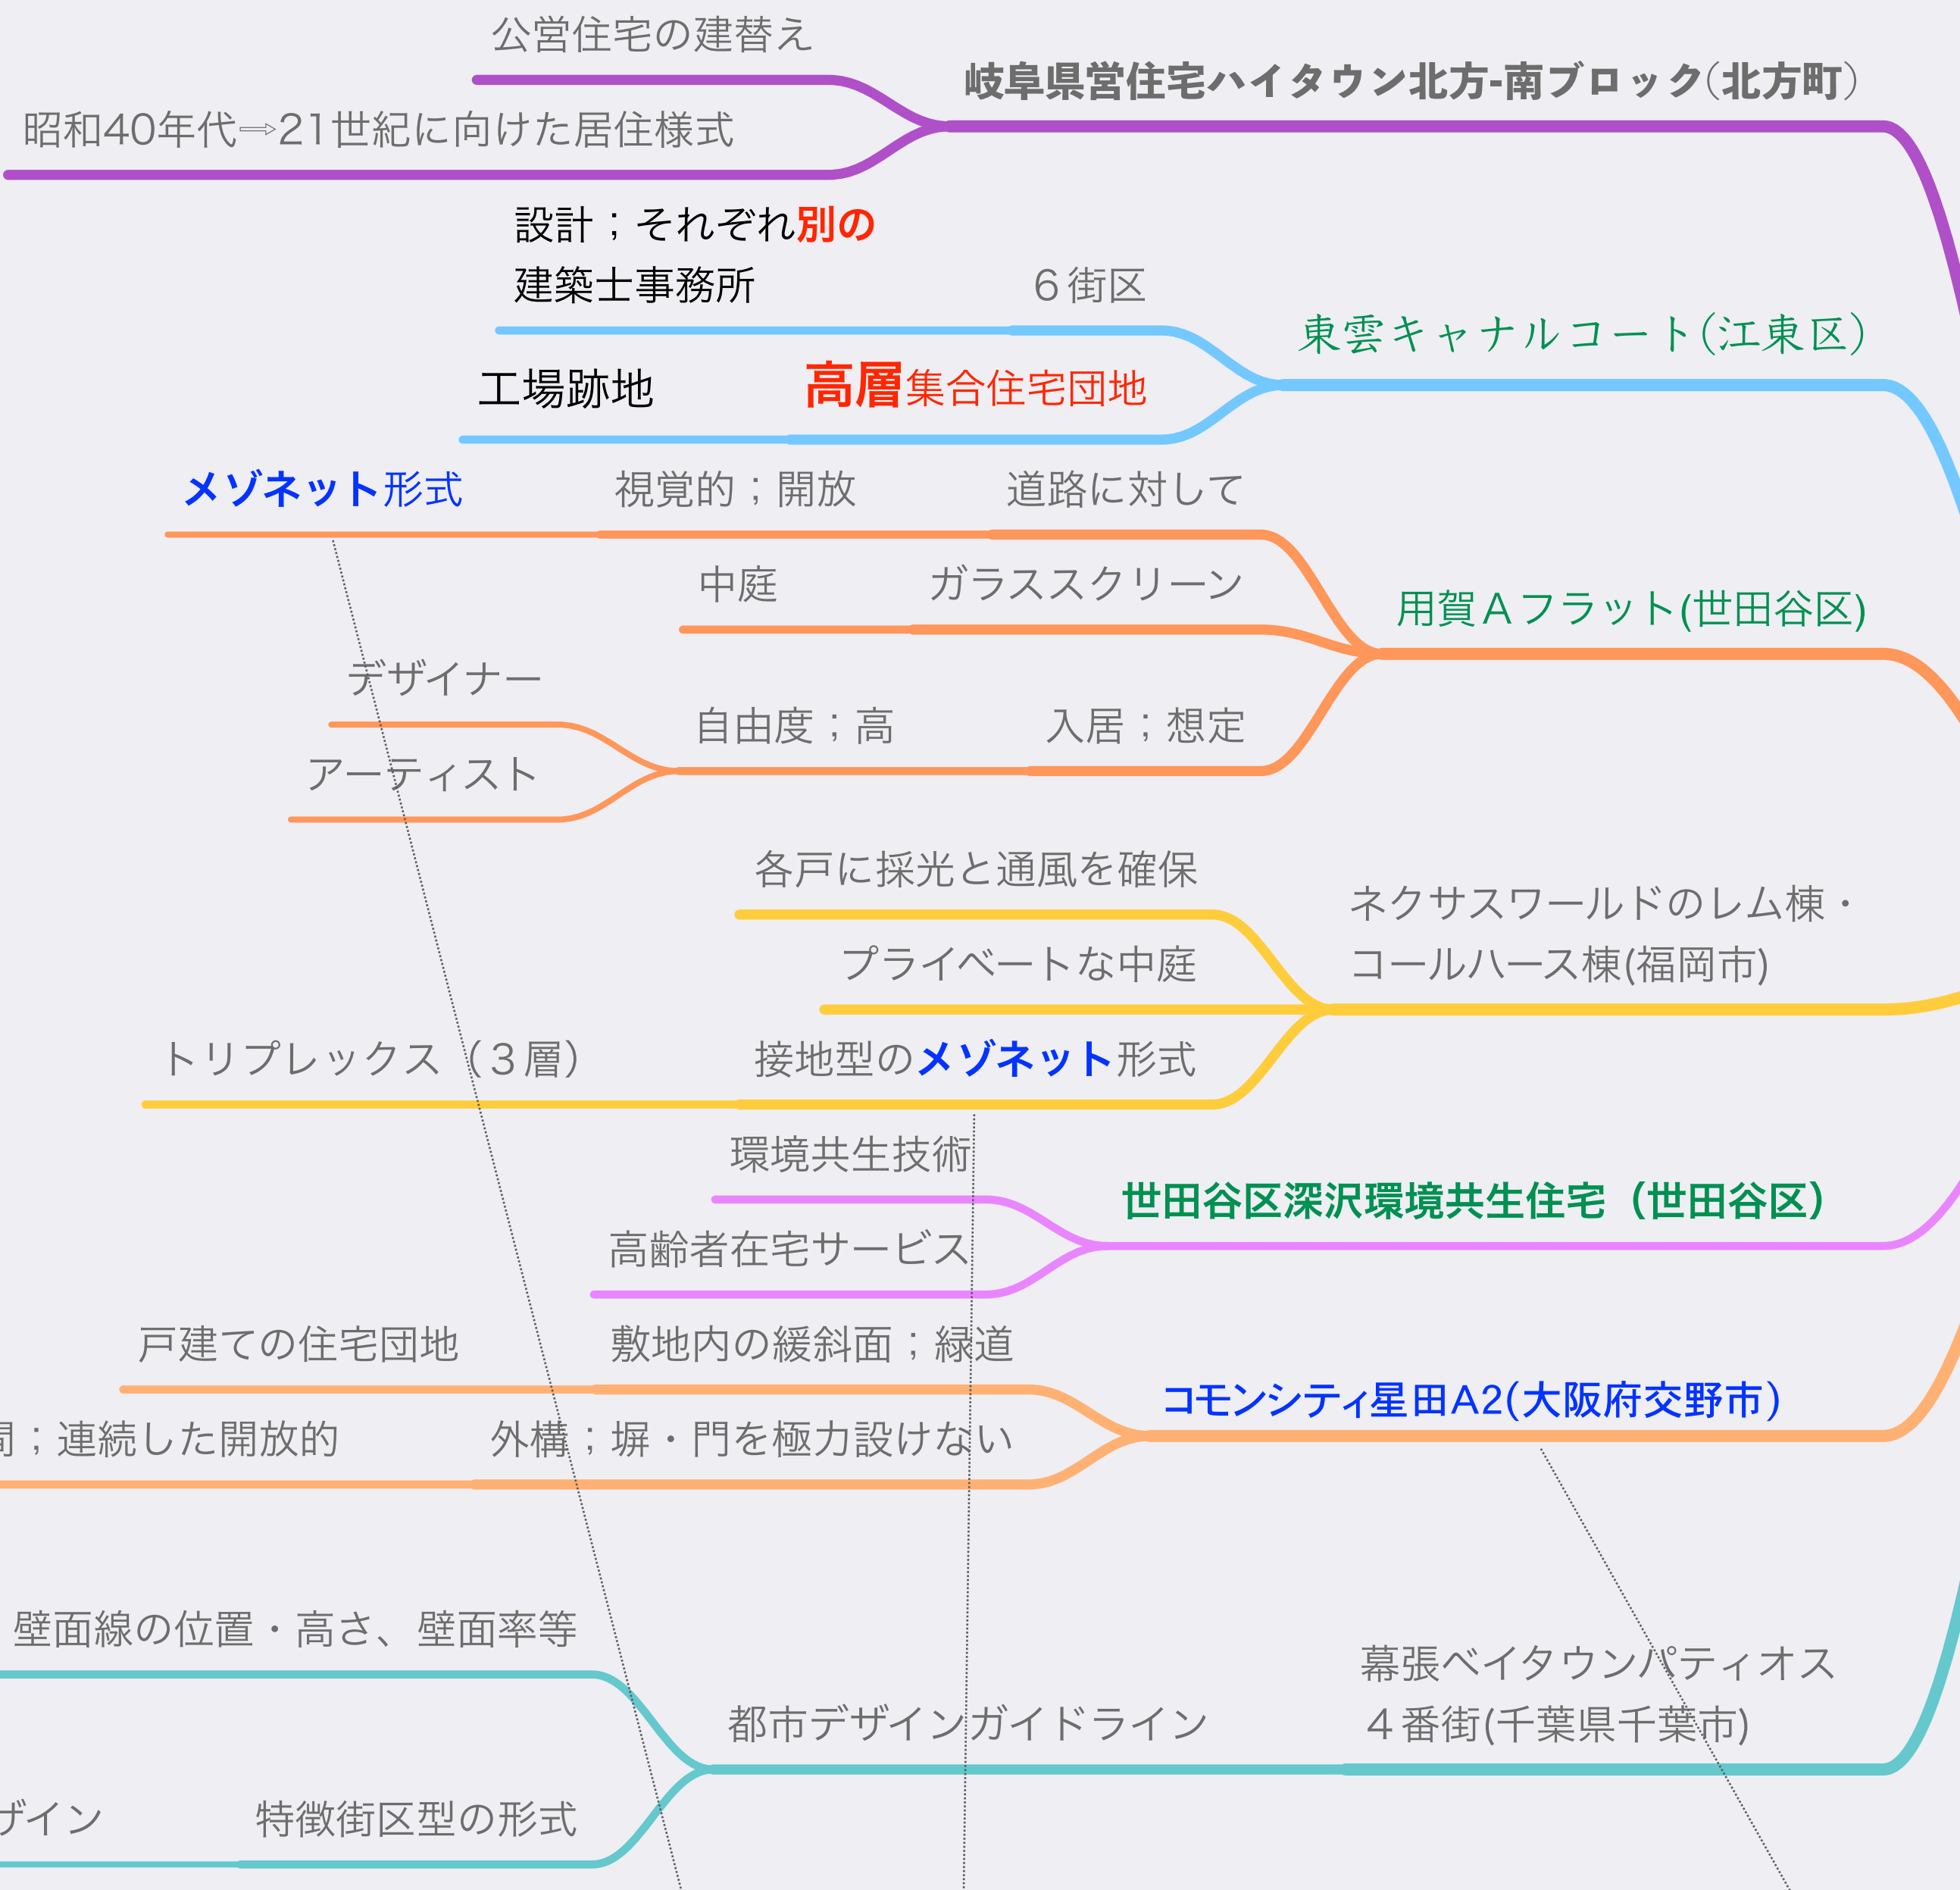 公営住宅の建替え
岐阜県営住宅ハイタウン北方-南ブロック(北方町)
昭和40年代⇨21世紀に向けた居住様式
設計；それぞれ別の
建築士事務所
６街区
東雲キャナルコート(江東区)
工場跡地
高層集合住宅団地
メゾネット形式
視覚的；開放
道路に対して
中庭
ガラススクリーン
用賀Ａフラット(世田谷区)
デザイナー
自由度；高
入居；想定
アーティスト
各戸に採光と通風を確保
ネクサスワールドのレム棟・
コールハース棟(福岡市)
プライベートな中庭
トリプレックス（３層）
接地型のメゾネット形式
環境共生技術
世田谷区深沢環境共生住宅（世田谷区）
高齢者在宅サービス
戸建ての住宅団地
敷地内の緩斜面；緑道
コモンシティ星田A2(大阪府交野市)
；連続した開放的
外構；塀・門を極力設けない
壁面線の位置・高さ、壁面率等
幕張ベイタウンパティオス
４番街(千葉県千葉市)
都市デザインガイドライン
ザイン
特徴街区型の形式